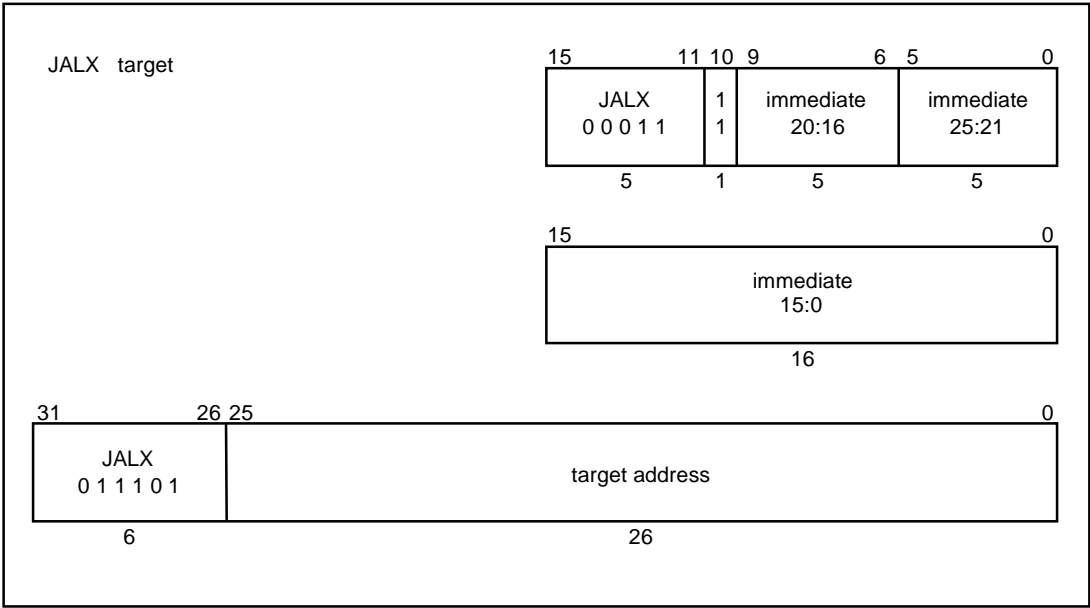 JALX target
15 11 10 9 6 5 0
JALX 1 immediate immediate
0 0 0 1 1 1 20:16 25:21
5 1 5 5
15 0
immediate
15:0
16
31 26 25 0
JALX
0 1 1 1 0 1
target address
6 26